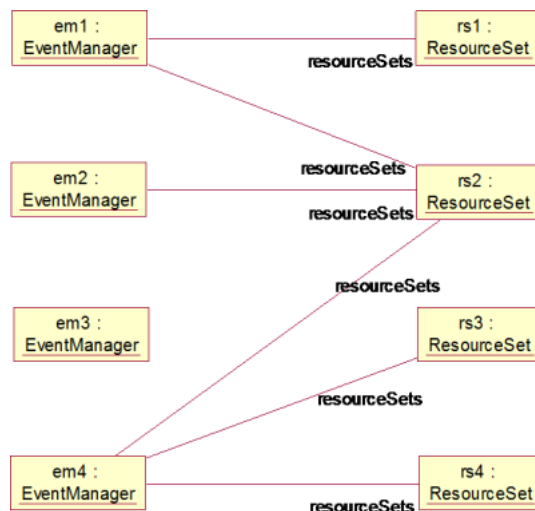 em1 :
EventManager
rs1 :
ResourceSet
resourceSets
resourceSets
em2 :
EventManager
rs2 :
ResourceSet
resourceSets
resourceSets
em3 :
EventManager
rs3 :
ResourceSet
resourceSets
em4 :
EventManager
rs4 :
ResourceSet
resourceSets